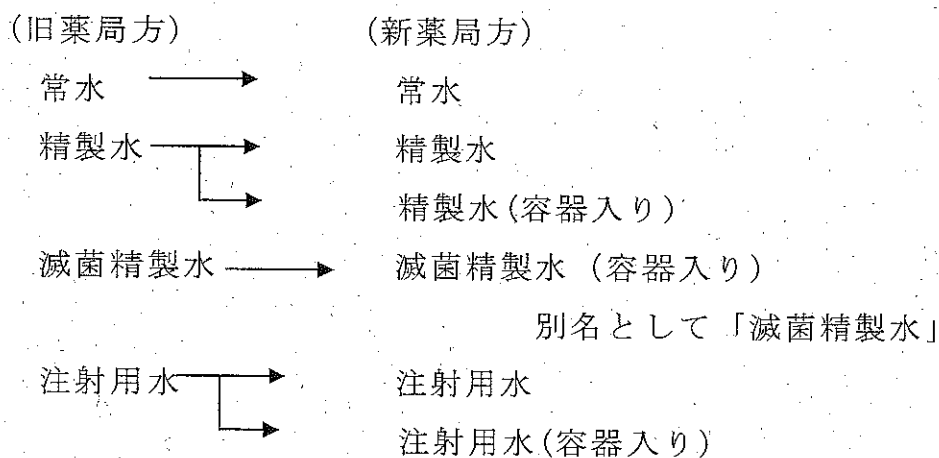 (旧薬局方) (新薬局方)
常水 常水
精製水 精製水
精製水(容器入り)
滅菌精製水 滅菌精製水 (容器入り)
別名として「滅菌精製水」
注射用水 注射用水
注射用水(容器入り)